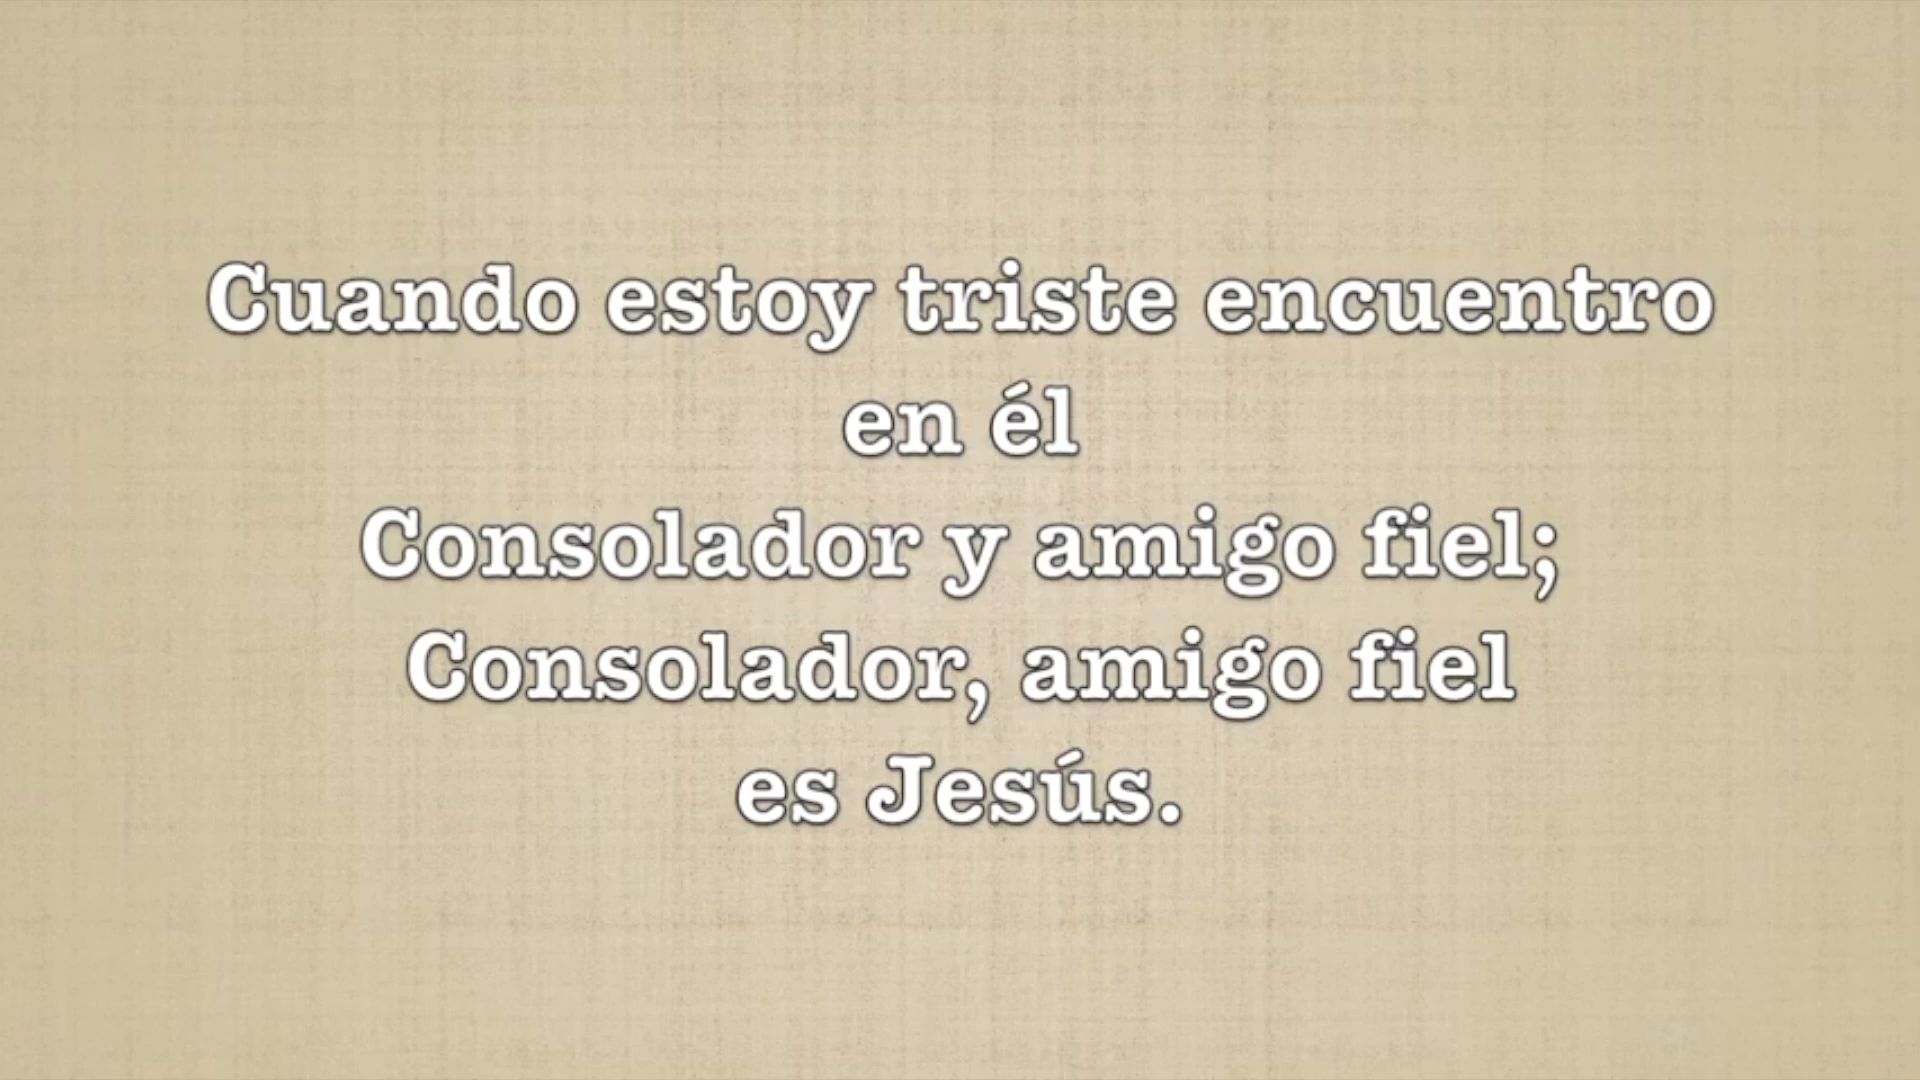 Cuando estoy triste encuentro
en él
Consolador y amigo fiel;
Consolador, amigo fiel
es Jesús.